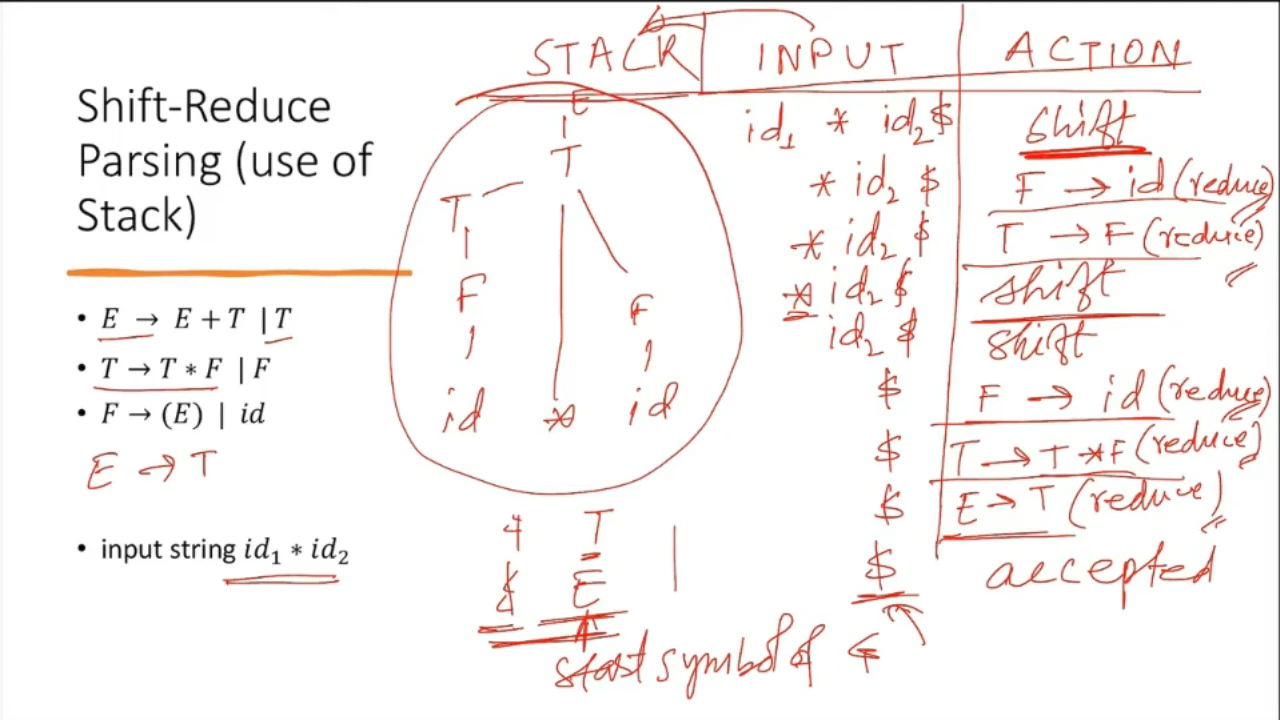 Shift-Reduce
Parsing (use of
Stack)
• E → E + T | T
• T → T ∗ F | F
• F → (E) | id
E → T
• input string id₁ ∗ id₂
STACK INPUT ACTION
id₁ * id₂ $ shift
* id₂ $ F → id (reduce)
* id₂ $ T → F (reduce)
* id₂ $ shift
id₂ $ shift
$ F → id (reduce)
$ T → T * F (reduce)
$ T $ E → T (reduce)
$ E $ accepted
start symbol of G
E
T
T
F F
id * id